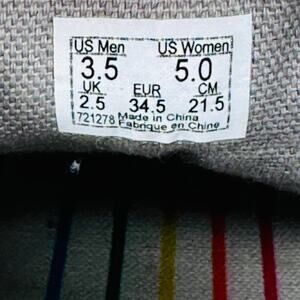 US Men US Women
3.5 5.0
UK EUR CM
2.5 34.5 21.5
721278 Made in China
Fabrique en Chine